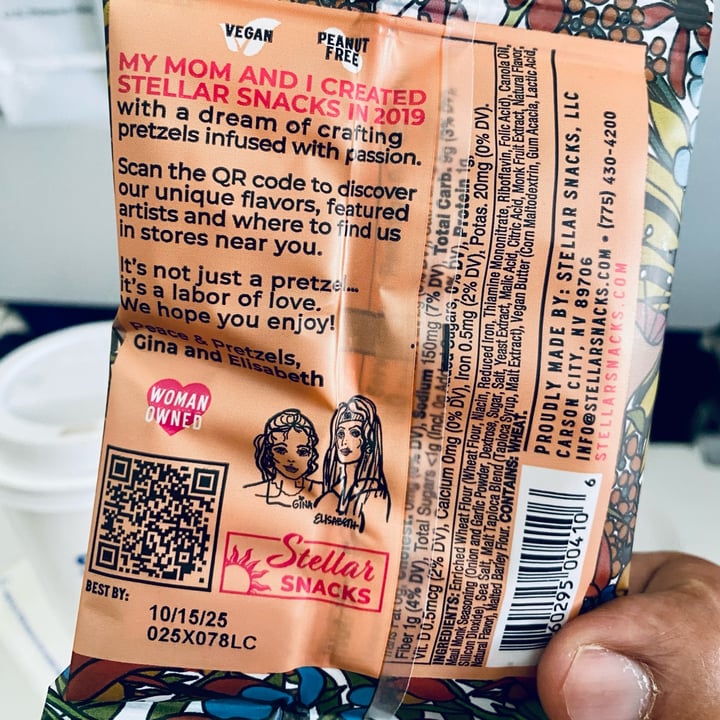 VEGAN
PEANUT
FREE
MY MOM AND I CREATED
STELLAR SNACKS IN 2019
with a dream of crafting
pretzels infused with passion.
Scan the QR code to discover
our unique flavors, featured
artists and where to find us
in stores near you.
It's not just a pretzel...
it's a labor of love.
We hope you enjoy!
Peace & Pretzels,
Gina and Elisabeth
WOMAN
OWNED
GINA
ELISABETH
Stellar
SNACKS
BEST BY:
10/15/25
025X078LC
Sodium 150mg (7% DV), Total Carb. 9g (3% DV),
Fiber 1g (4% DV), Total Sugars <1g (Incl. 0g Added Sugars, 0% DV), Protein 1g,
Vit. D 0.5mcg (2% DV), Calcium 0mg (0% DV), Iron 0.5mg (2% DV), Potas. 20mg (0% DV).
INGREDIENTS: Enriched Wheat Flour (Wheat Flour, Niacin, Reduced Iron, Thiamine Mononitrate, Riboflavin, Folic Acid), Canola Oil,
Maui Monk Seasoning (Onion and Garlic Powder, Dextrose, Sugar, Salt, Yeast Extract, Malic Acid, Citric Acid, Monk Fruit Extract, Natural Flavor,
Silicon Dioxide), Sea Salt, Malt Tapioca Blend (Tapioca Syrup, Malt Extract), Vegan Butter (Corn Maltodextrin, Gum Acacia, Lactic Acid,
Natural Flavor), Malted Barley Flour. CONTAINS: WHEAT.
PROUDLY MADE BY: STELLAR SNACKS, LLC
CARSON CITY, NV 89706
INFO@STELLARSNACKS.COM • (775) 430-4200
STELLARSNACKS.COM
60295 00410 6